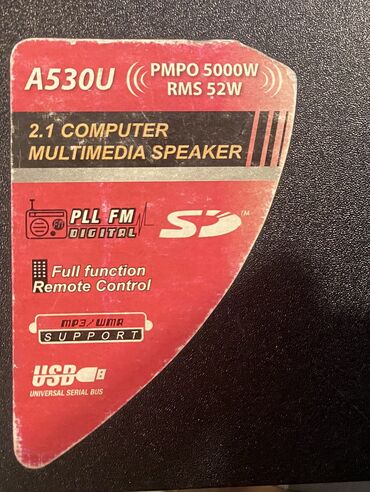 A530U
PMPO 5000W
RMS 52W
2.1 COMPUTER
MULTIMEDIA SPEAKER
PLL FM
DIGITAL
SD™
Full function
Remote Control
MP3/WMA
SUPPORT
USB
UNIVERSAL SERIAL BUS